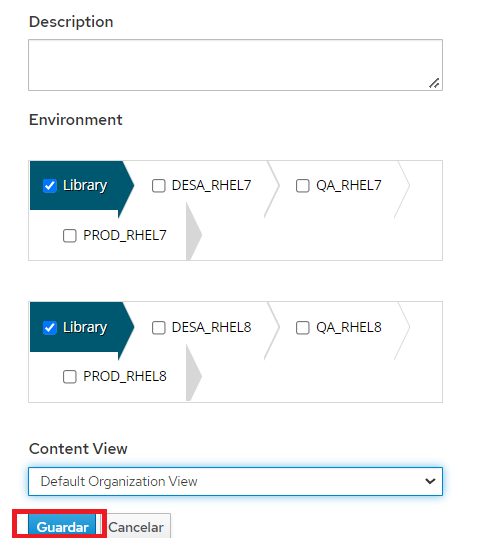 Description
Environment
Library DESA_RHEL7 QA_RHEL7
PROD_RHEL7
Library DESA_RHEL8 QA_RHEL8
PROD_RHEL8
Content View
Default Organization View
Guardar Cancelar